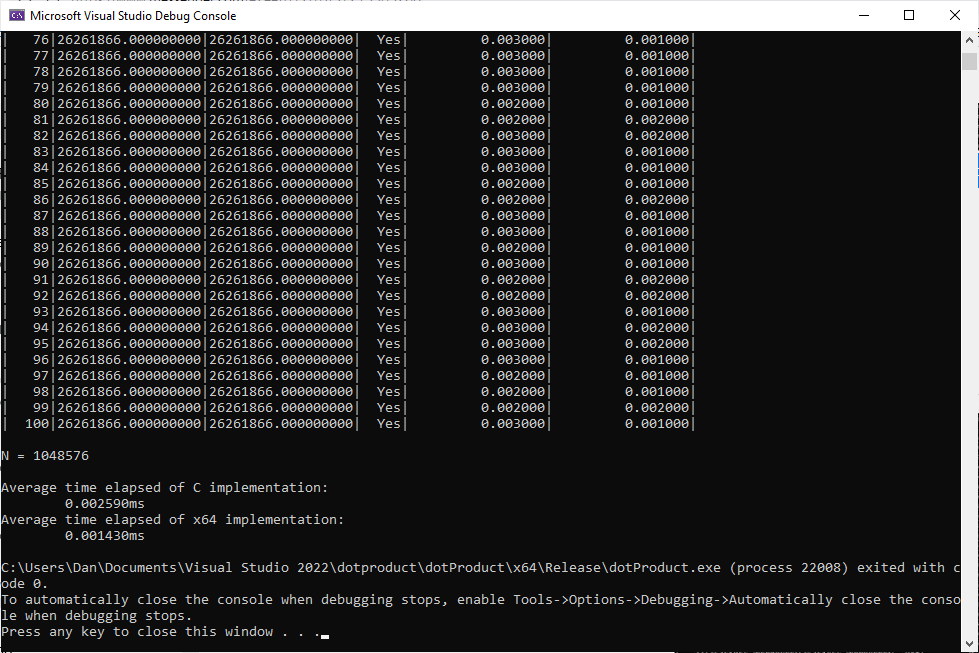 Microsoft Visual Studio Debug Console
|   76|26261866.000000000|26261866.000000000|  Yes|         0.003000|         0.001000|
|   77|26261866.000000000|26261866.000000000|  Yes|         0.003000|         0.001000|
|   78|26261866.000000000|26261866.000000000|  Yes|         0.003000|         0.001000|
|   79|26261866.000000000|26261866.000000000|  Yes|         0.003000|         0.001000|
|   80|26261866.000000000|26261866.000000000|  Yes|         0.002000|         0.001000|
|   81|26261866.000000000|26261866.000000000|  Yes|         0.002000|         0.002000|
|   82|26261866.000000000|26261866.000000000|  Yes|         0.003000|         0.002000|
|   83|26261866.000000000|26261866.000000000|  Yes|         0.003000|         0.001000|
|   84|26261866.000000000|26261866.000000000|  Yes|         0.003000|         0.001000|
|   85|26261866.000000000|26261866.000000000|  Yes|         0.002000|         0.001000|
|   86|26261866.000000000|26261866.000000000|  Yes|         0.002000|         0.002000|
|   87|26261866.000000000|26261866.000000000|  Yes|         0.003000|         0.001000|
|   88|26261866.000000000|26261866.000000000|  Yes|         0.003000|         0.001000|
|   89|26261866.000000000|26261866.000000000|  Yes|         0.002000|         0.001000|
|   90|26261866.000000000|26261866.000000000|  Yes|         0.003000|         0.001000|
|   91|26261866.000000000|26261866.000000000|  Yes|         0.002000|         0.002000|
|   92|26261866.000000000|26261866.000000000|  Yes|         0.002000|         0.002000|
|   93|26261866.000000000|26261866.000000000|  Yes|         0.003000|         0.001000|
|   94|26261866.000000000|26261866.000000000|  Yes|         0.003000|         0.002000|
|   95|26261866.000000000|26261866.000000000|  Yes|         0.003000|         0.002000|
|   96|26261866.000000000|26261866.000000000|  Yes|         0.003000|         0.001000|
|   97|26261866.000000000|26261866.000000000|  Yes|         0.002000|         0.001000|
|   98|26261866.000000000|26261866.000000000|  Yes|         0.002000|         0.001000|
|   99|26261866.000000000|26261866.000000000|  Yes|         0.002000|         0.002000|
|  100|26261866.000000000|26261866.000000000|  Yes|         0.003000|         0.001000|
N = 1048576
Average time elapsed of C implementation:
0.002590ms
Average time elapsed of x64 implementation:
0.001430ms
C:\Users\Dan\Documents\Visual Studio 2022\dotproduct\dotProduct\x64\Release\dotProduct.exe (process 22008) exited with c
ode 0.
To automatically close the console when debugging stops, enable Tools->Options->Debugging->Automatically close the conso
le when debugging stops.
Press any key to close this window . . .